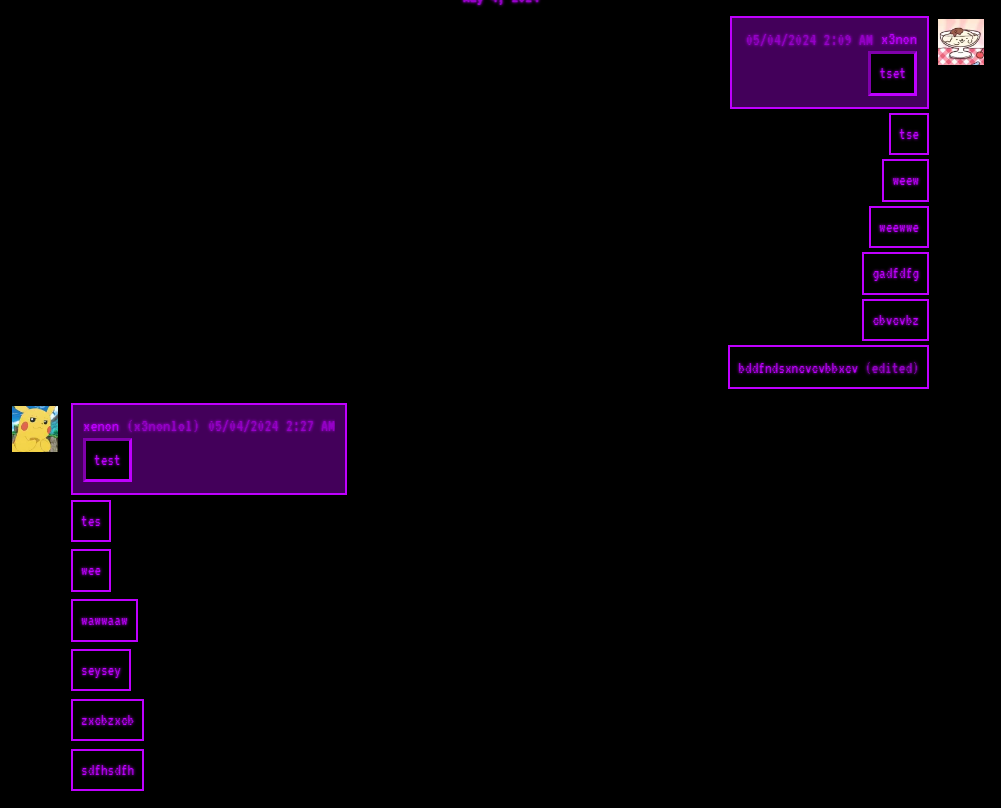 05/04/2024 2:09 AM x3non
tset
tse
weew
weewwe
gadfdfg
cbvcvbz
bddfndsxncvovbbxcv (edited)
xenon (x3nonlol) 05/04/2024 2:27 AM
test
tes
wee
wawwaaw
seysey
zxcbzxcb
sdfhsdfh